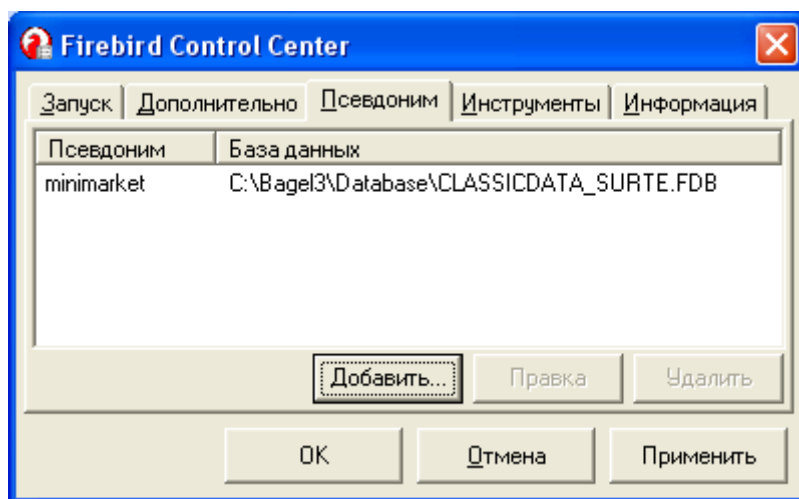 Firebird Control Center
Запуск Дополнительно Псевдоним Инструменты Информация
Псевдоним База данных
minimarket C:\Bagel3\Database\CLASSICDATA_SURTE.FDB
Добавить... Правка Удалить
OK Отмена Применить